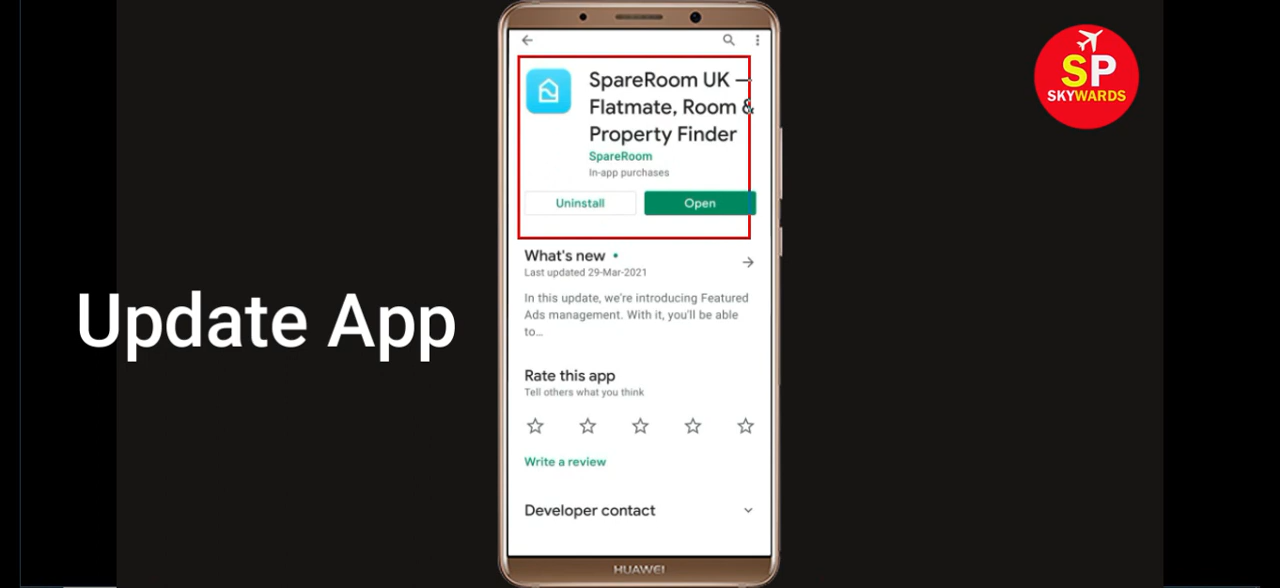 SpareRoom UK —
Flatmate, Room &
Property Finder
SpareRoom
In-app purchases
Uninstall
Open
What's new
Last updated 29-Mar-2021
In this update, we're introducing Featured
Ads management. With it, you'll be able
to...
Rate this app
Tell others what you think
Write a review
Developer contact
HUAWEI
Update App
SP
SKYWARDS